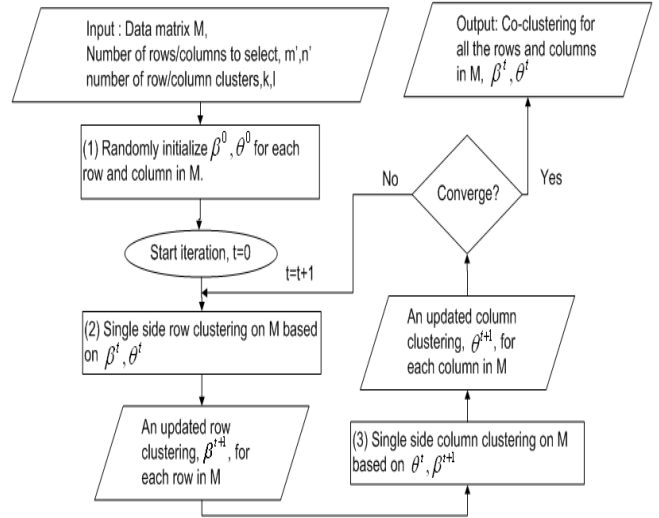 Input : Data matrix M,
Number of rows/columns to select, m’,n’
number of row/column clusters,k,l
(1) Randomly initialize β⁰,θ⁰ for each
row and column in M.
Start iteration, t=0
t=t+1
(2) Single side row clustering on M based
on βᵗ,θᵗ
An updated row
clustering, βᵗ⁺¹, for
each row in M
(3) Single side column clustering on M
based on θᵗ,βᵗ⁺¹
An updated column
clustering, θᵗ⁺¹, for
each column in M
Converge?
No
Yes
Output: Co-clustering for
all the rows and columns
in M, βᵗ,θᵗ